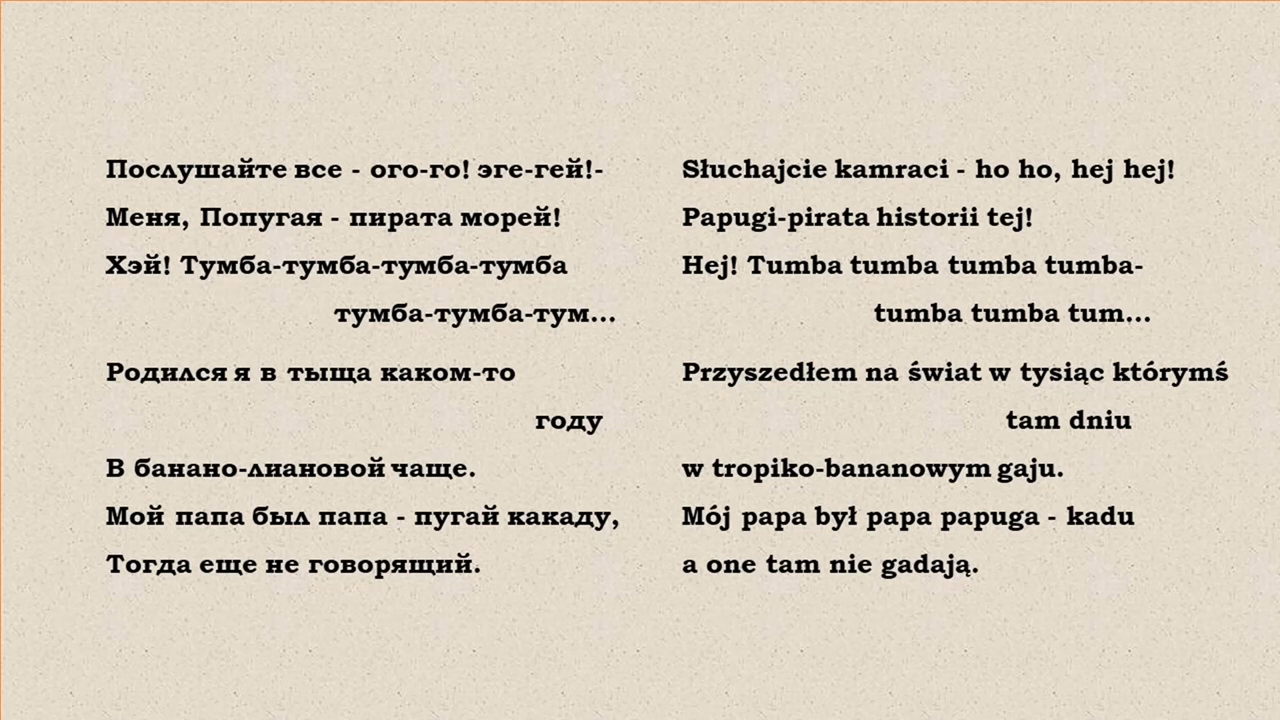 Послушайте все - ого-го! эге-гей!-
Меня, Попугая - пирата морей!
Хэй! Тумба-тумба-тумба-тумба
тумба-тумба-тум...
Родился я в тыща каком-то
году
В банано-лиановой чаще.
Мой папа был папа - пугай какаду,
Тогда еще не говорящий.
Słuchajcie kamraci - ho ho, hej hej!
Papugi-pirata historii tej!
Hej! Tumba tumba tumba tumba-
tumba tumba tum...
Przyszedłem na świat w tysiąc którymś
tam dniu
w tropiko-bananowym gaju.
Mój papa był papa papuga - kadu
a one tam nie gadają.